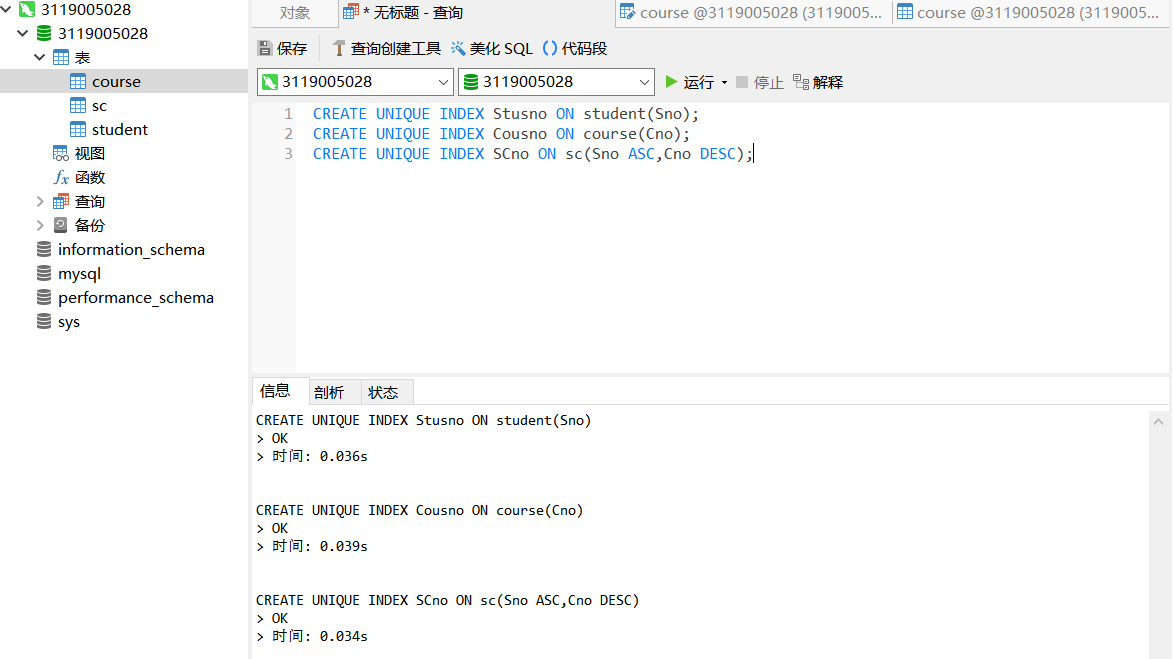 3119005028
3119005028
表
course
sc
student
视图
函数
查询
备份
information_schema
mysql
performance_schema
sys
对象
* 无标题 - 查询
course @3119005028 (3119005...
course @3119005028 (3119005...
保存
查询创建工具
美化 SQL
代码段
3119005028
3119005028
运行
停止
解释
1 CREATE UNIQUE INDEX Stusno ON student(Sno);
2 CREATE UNIQUE INDEX Cousno ON course(Cno);
3 CREATE UNIQUE INDEX SCno ON sc(Sno ASC,Cno DESC);
信息
剖析
状态
CREATE UNIQUE INDEX Stusno ON student(Sno)
> OK
> 时间: 0.036s
CREATE UNIQUE INDEX Cousno ON course(Cno)
> OK
> 时间: 0.039s
CREATE UNIQUE INDEX SCno ON sc(Sno ASC,Cno DESC)
> OK
> 时间: 0.034s